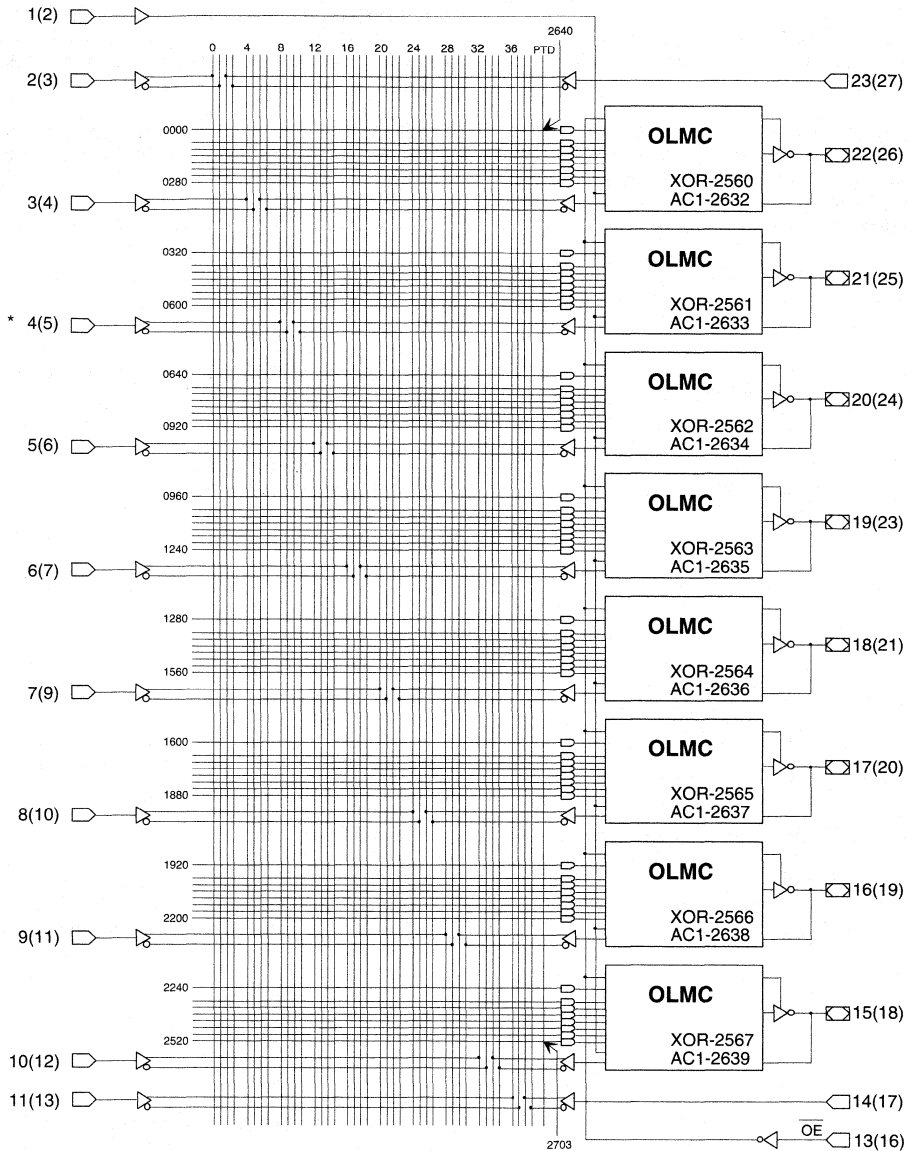 1(2)
2640
0 4 8 12 16 20 24 28 32 36 PTD
2(3)
23(27)
0000
OLMC
22(26)
0280
XOR-2560
AC1-2632
3(4)
0320
OLMC
21(25)
0600
XOR-2561
AC1-2633
* 4(5)
0640
OLMC
20(24)
0920
XOR-2562
AC1-2634
5(6)
0960
OLMC
19(23)
1240
XOR-2563
AC1-2635
6(7)
1280
OLMC
18(21)
1560
XOR-2564
AC1-2636
7(9)
1600
OLMC
17(20)
1880
XOR-2565
AC1-2637
8(10)
1920
OLMC
16(19)
2200
XOR-2566
AC1-2638
9(11)
2240
OLMC
15(18)
2520
XOR-2567
AC1-2639
10(12)
11(13)
14(17)
OE
13(16)
2703